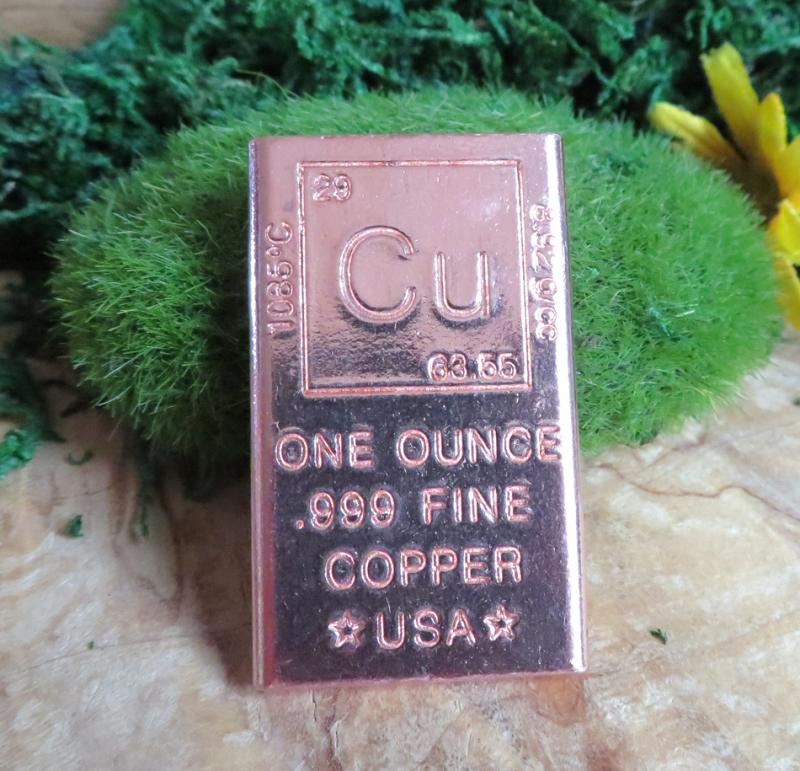 29
1085°C
Cu
63.55
ONE OUNCE
.999 FINE
COPPER
USA